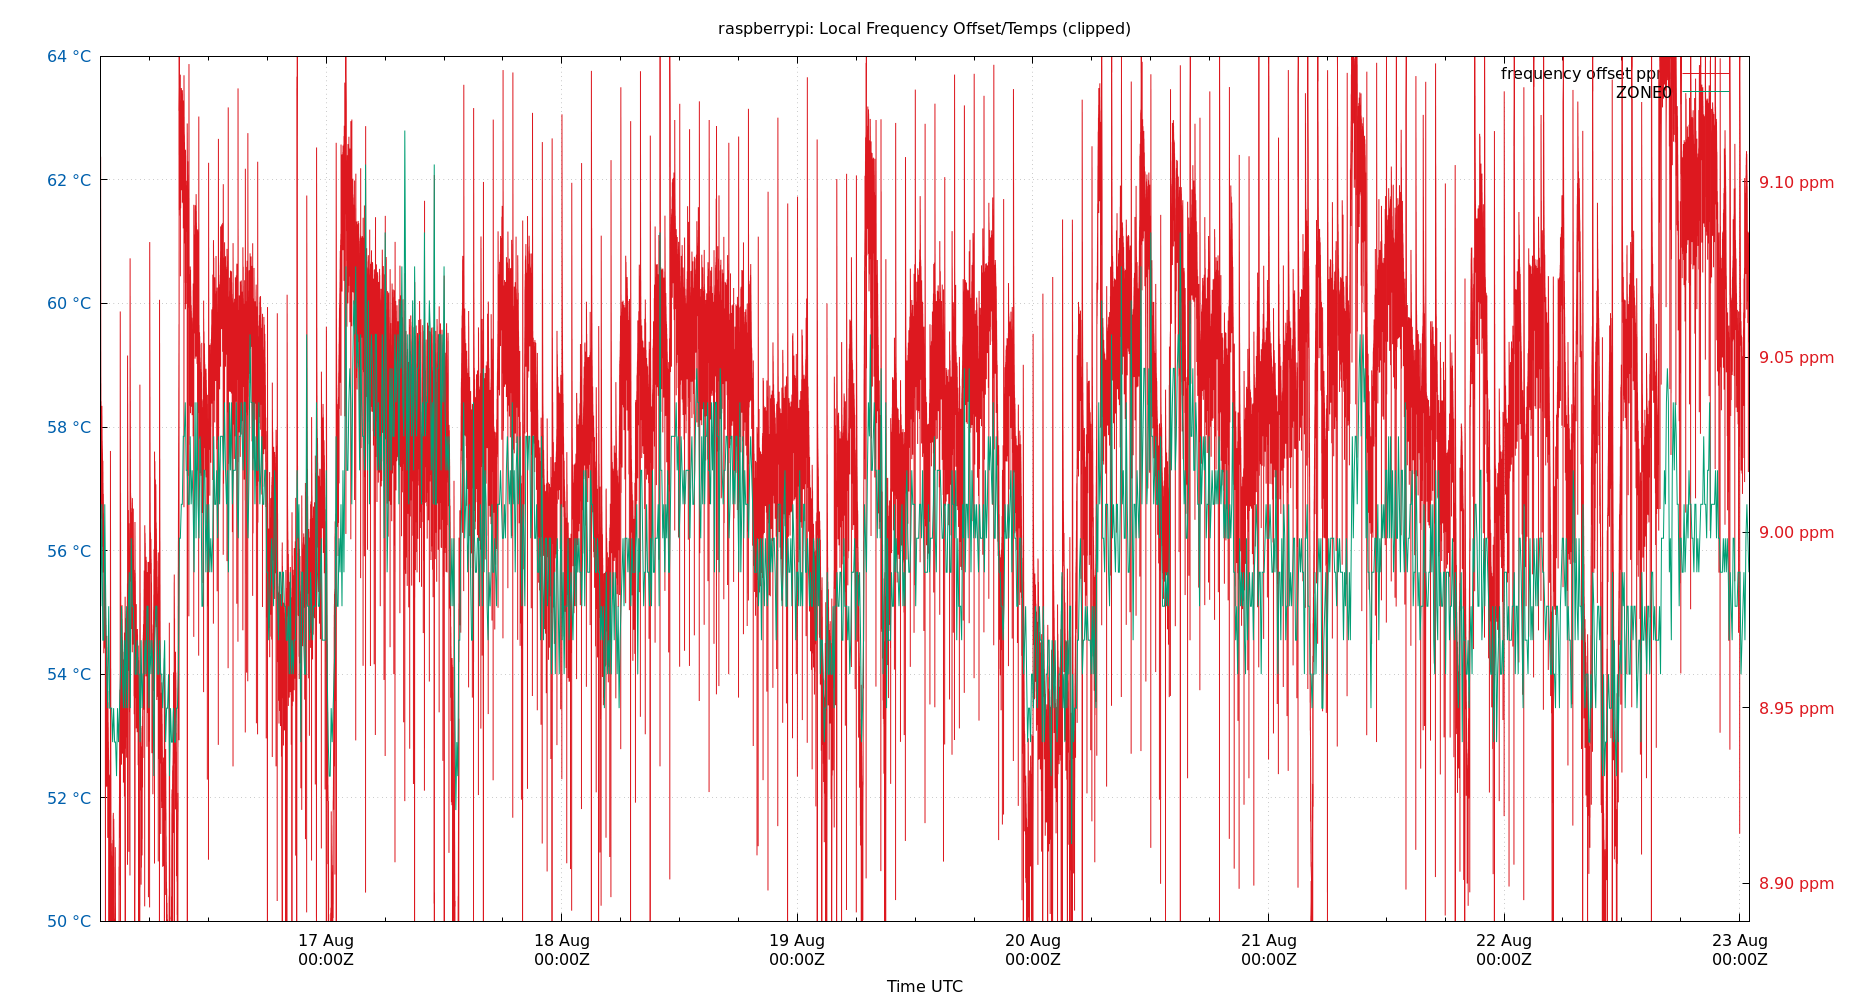 raspberrypi: Local Frequency Offset/Temps (clipped)
64 °C
62 °C
60 °C
58 °C
56 °C
54 °C
52 °C
50 °C
frequency offset ppm
ZONE0
9.10 ppm
9.05 ppm
9.00 ppm
8.95 ppm
8.90 ppm
17 Aug
00:00Z
18 Aug
00:00Z
19 Aug
00:00Z
20 Aug
00:00Z
21 Aug
00:00Z
22 Aug
00:00Z
23 Aug
00:00Z
Time UTC